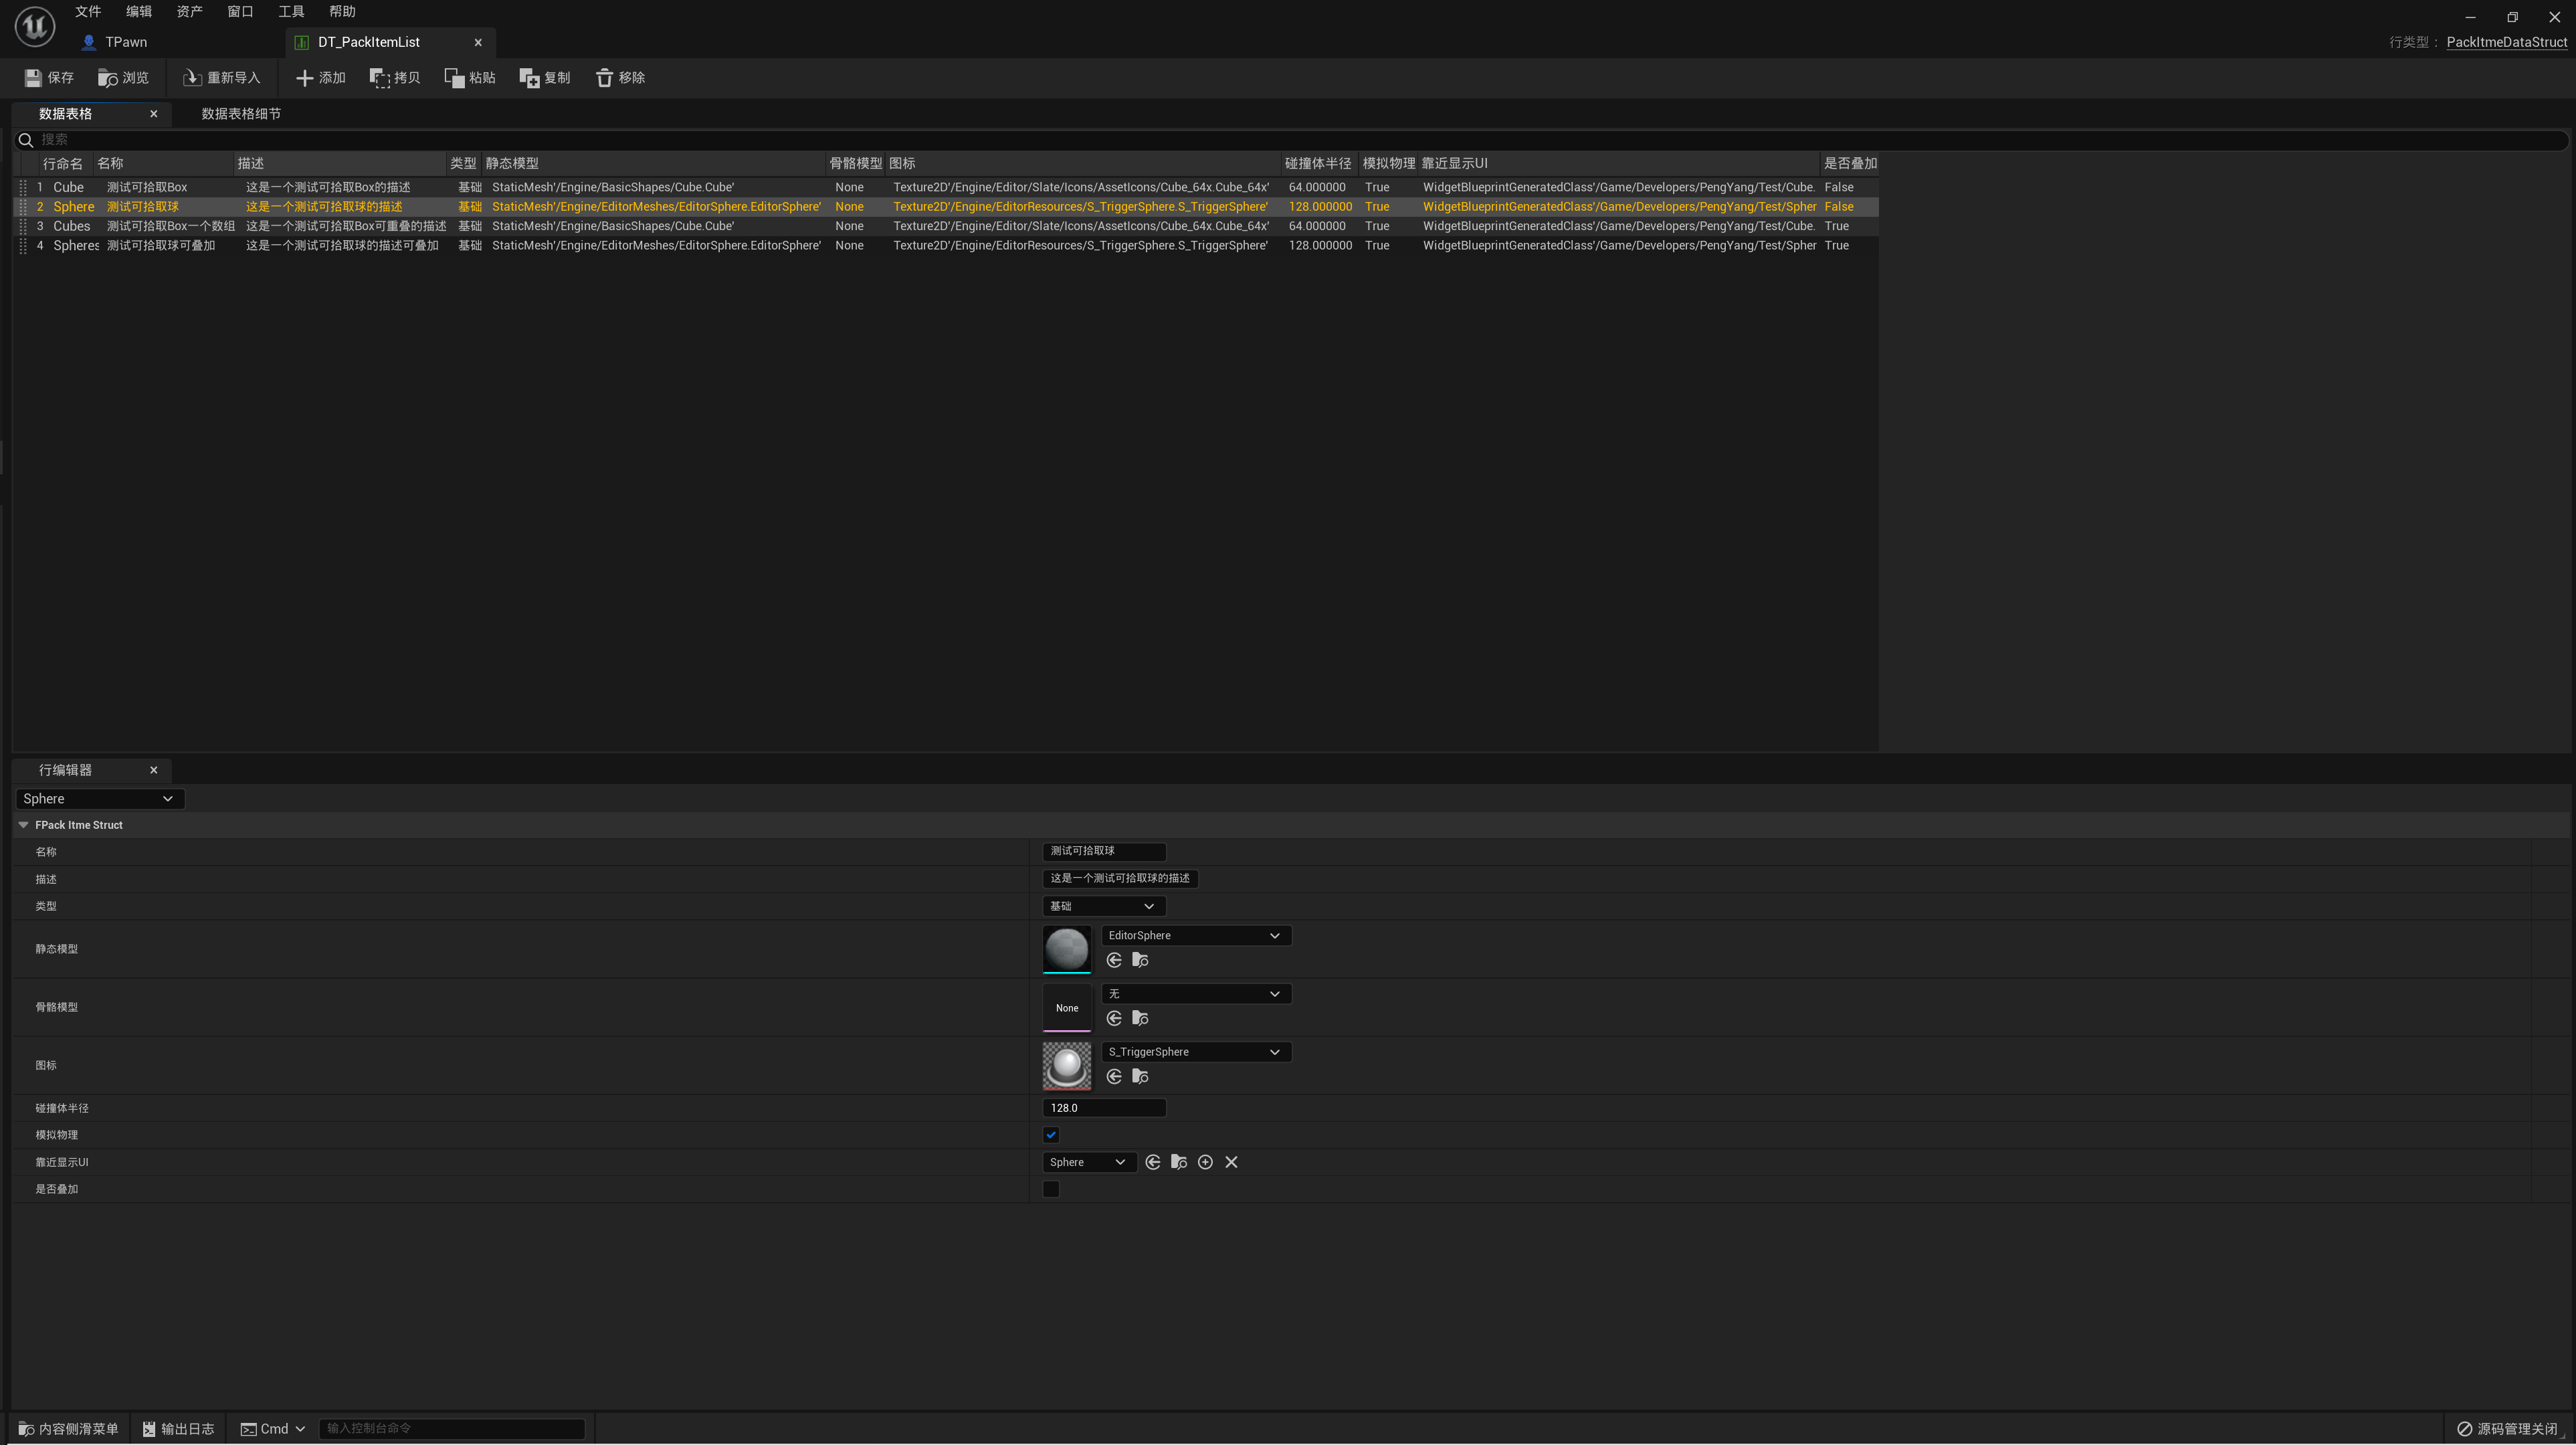 文件 编辑 资产 窗口 工具 帮助
TPawn DT_PackItemList 行类型： PackItmeDataStruct
保存 浏览 重新导入 添加 拷贝 粘贴 复制 移除
数据表格 数据表格细节
搜索
行命名 名称 描述 类型 静态模型 骨骼模型 图标 碰撞体半径 模拟物理 靠近显示UI 是否叠加
1 Cube 测试可拾取Box 这是一个测试可拾取Box的描述 基础 StaticMesh'/Engine/BasicShapes/Cube.Cube' None Texture2D'/Engine/Editor/Slate/Icons/AssetIcons/Cube_64x.Cube_64x' 64.000000 True WidgetBlueprintGeneratedClass'/Game/Developers/PengYang/Test/Cube. False
2 Sphere 测试可拾取球 这是一个测试可拾取球的描述 基础 StaticMesh'/Engine/EditorMeshes/EditorSphere.EditorSphere' None Texture2D'/Engine/EditorResources/S_TriggerSphere.S_TriggerSphere' 128.000000 True WidgetBlueprintGeneratedClass'/Game/Developers/PengYang/Test/Spher False
3 Cubes 测试可拾取Box一个数组 这是一个测试可拾取Box可重叠的描述 基础 StaticMesh'/Engine/BasicShapes/Cube.Cube' None Texture2D'/Engine/Editor/Slate/Icons/AssetIcons/Cube_64x.Cube_64x' 64.000000 True WidgetBlueprintGeneratedClass'/Game/Developers/PengYang/Test/Cube. True
4 Spheres 测试可拾取球可叠加 这是一个测试可拾取球的描述可叠加 基础 StaticMesh'/Engine/EditorMeshes/EditorSphere.EditorSphere' None Texture2D'/Engine/EditorResources/S_TriggerSphere.S_TriggerSphere' 128.000000 True WidgetBlueprintGeneratedClass'/Game/Developers/PengYang/Test/Spher True
行编辑器
Sphere
FPack Itme Struct
名称 测试可拾取球
描述 这是一个测试可拾取球的描述
类型 基础
静态模型 EditorSphere
骨骼模型 None 无
图标 S_TriggerSphere
碰撞体半径 128.0
模拟物理
靠近显示UI Sphere
是否叠加
内容侧滑菜单 输出日志 Cmd 输入控制台命令 源码管理关闭